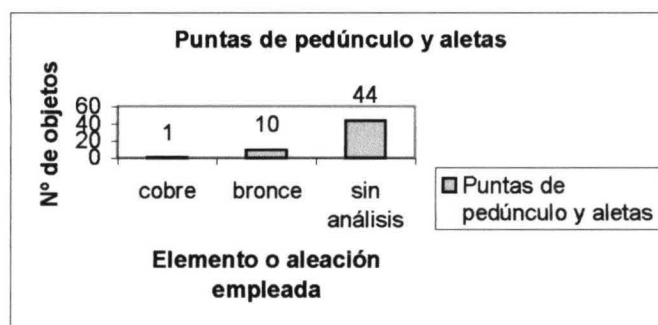 Puntas de pedúnculo y aletas
Nº de objetos
60
40
20
0
1
10
44
cobre
bronce
sin
análisis
Elemento o aleación
empleada
Puntas de
pedúnculo y aletas